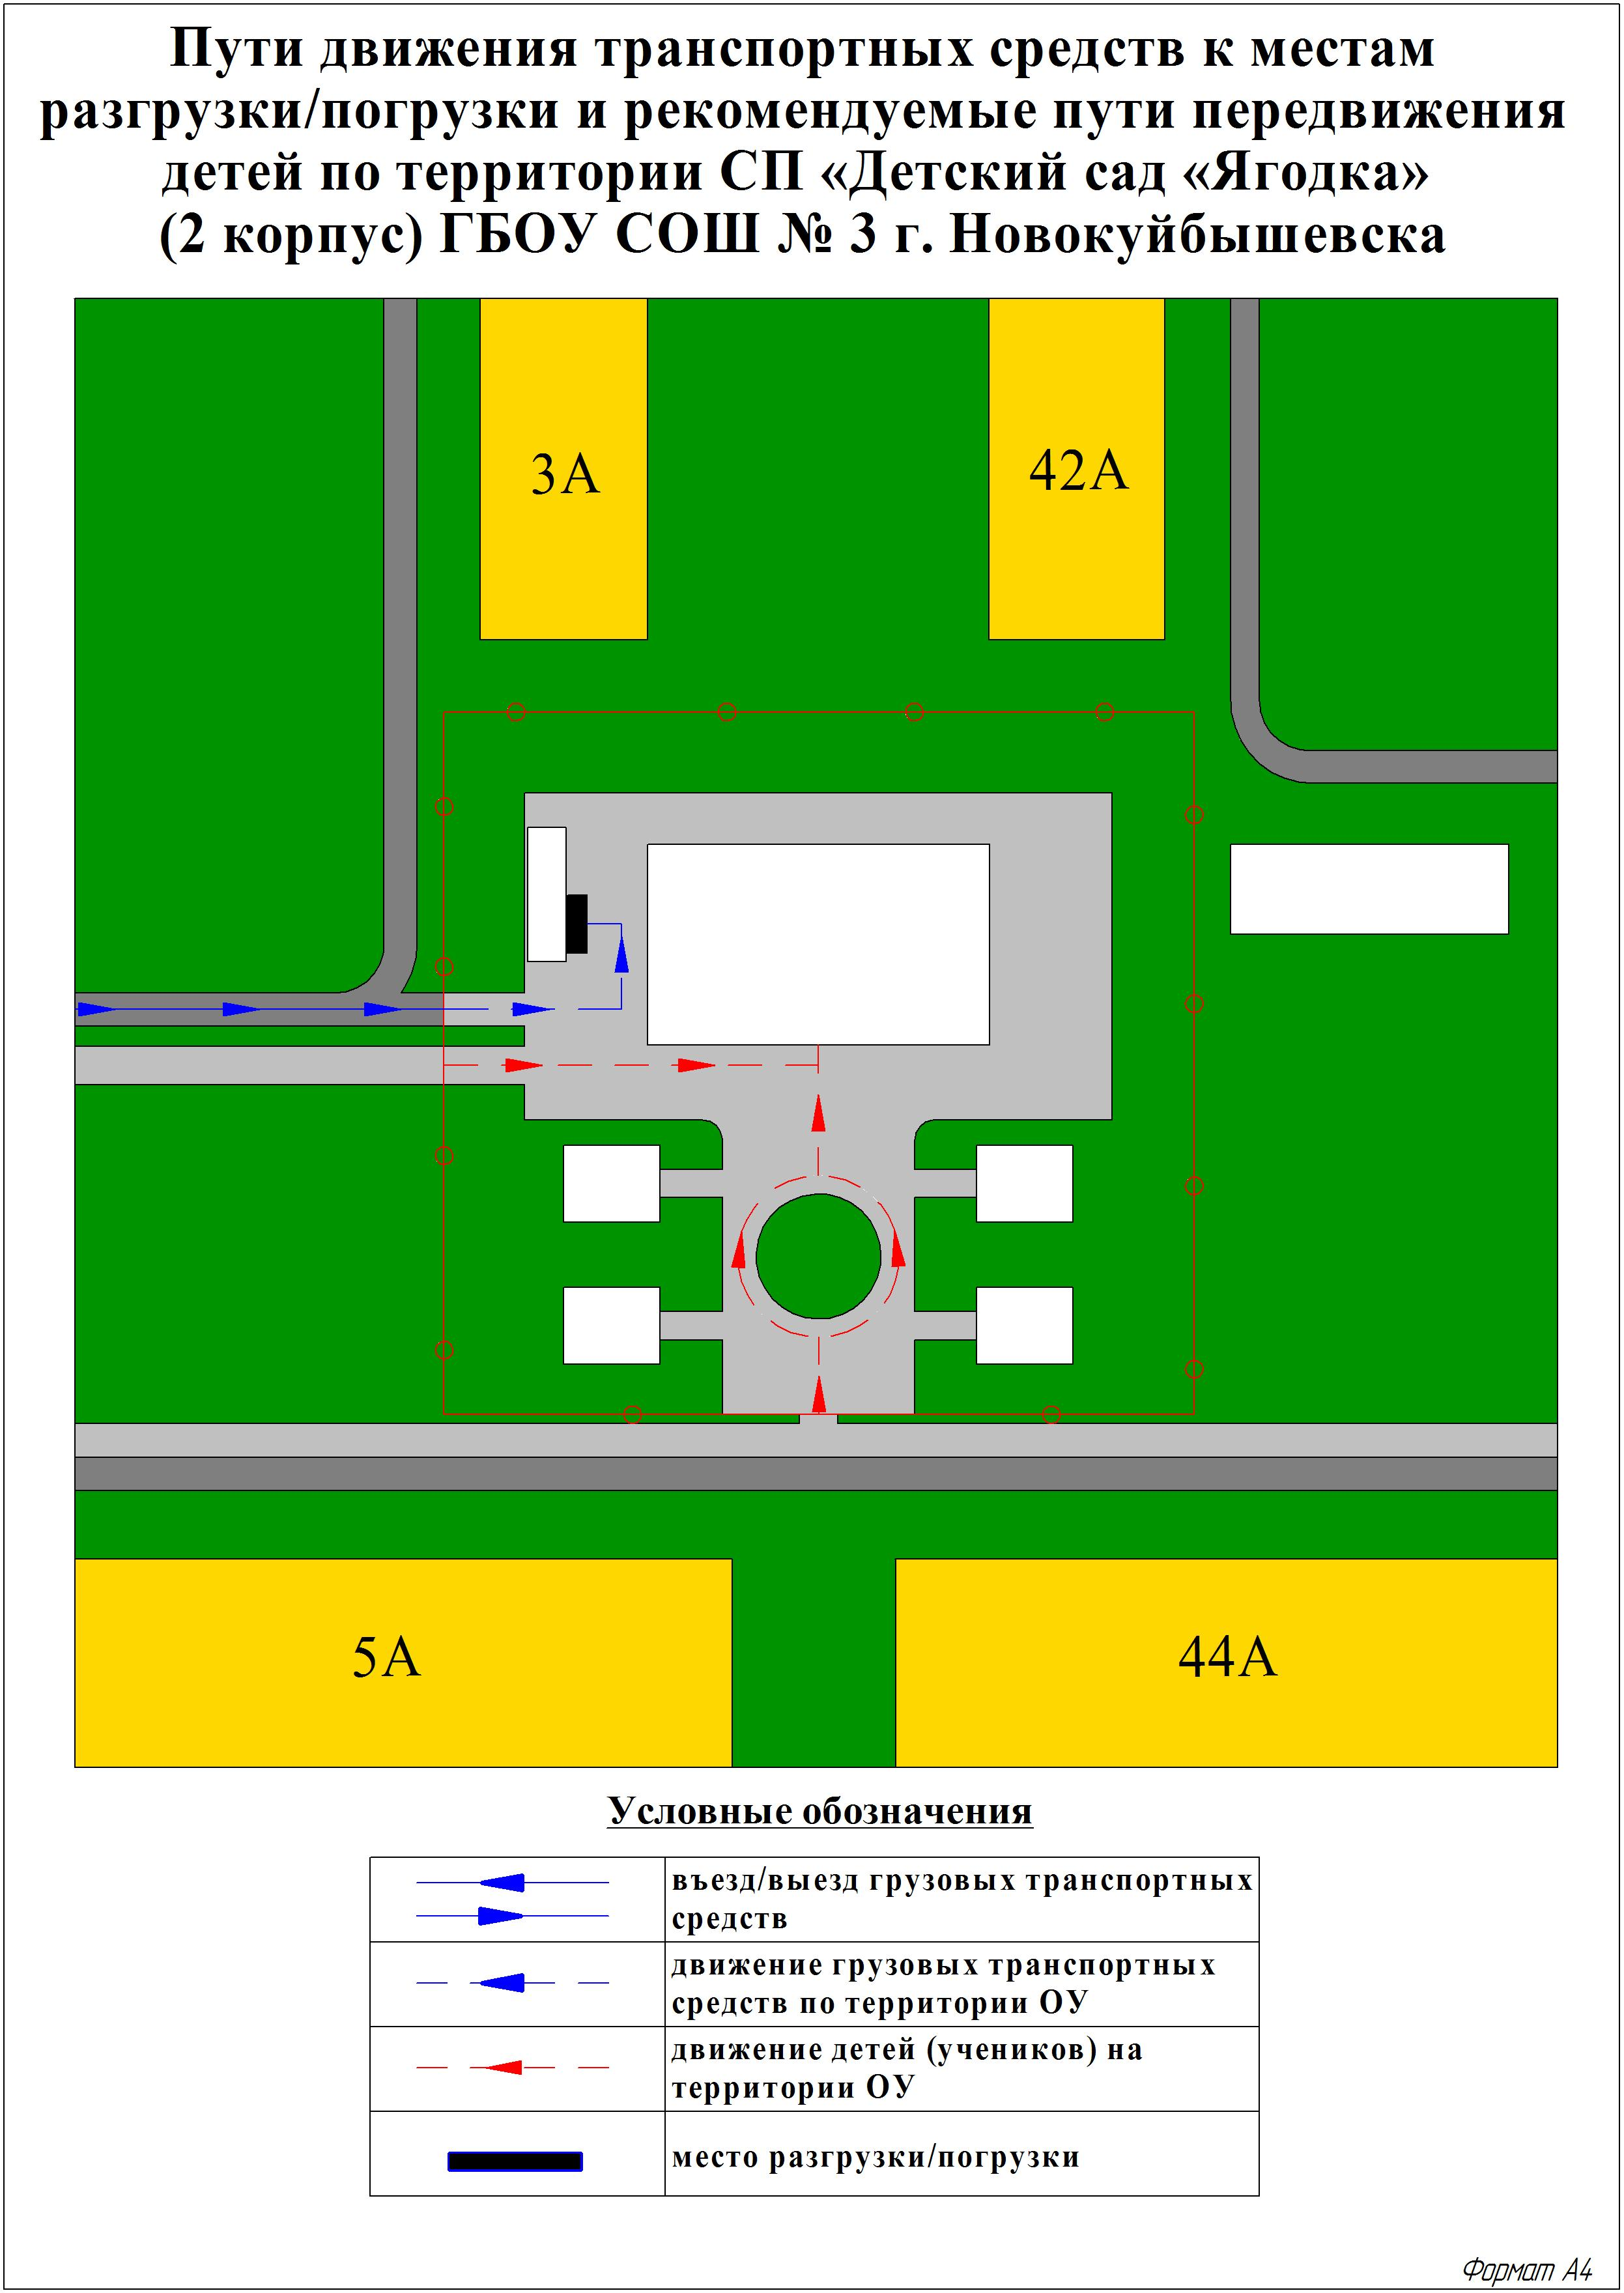 Пути движения транспортных средств к местам
разгрузки/погрузки и рекомендуемые пути передвижения
детей по территории СП «Детский сад «Ягодка»
(2 корпус) ГБОУ СОШ № 3 г. Новокуйбышевска
3А
42А
5А
44А
Условные обозначения
въезд/выезд грузовых транспортных
средств
движение грузовых транспортных
средств по территории ОУ
движение детей (учеников) на
территории ОУ
место разгрузки/погрузки
Формат А4